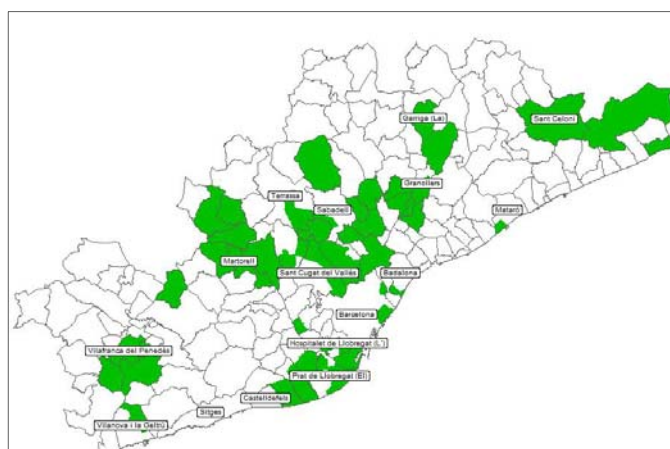 Garriga (La)
Sant Celoni
Granollers
Terrassa
Sabadell
Mataró
Martorell
Sant Cugat del Vallés
Badalona
Barcelona
Hospitalet de Llobregat (L')
Vilafranca del Penedès
Prat de Llobregat (El)
Castelldefels
Sitges
Vilanova i la Geltrú